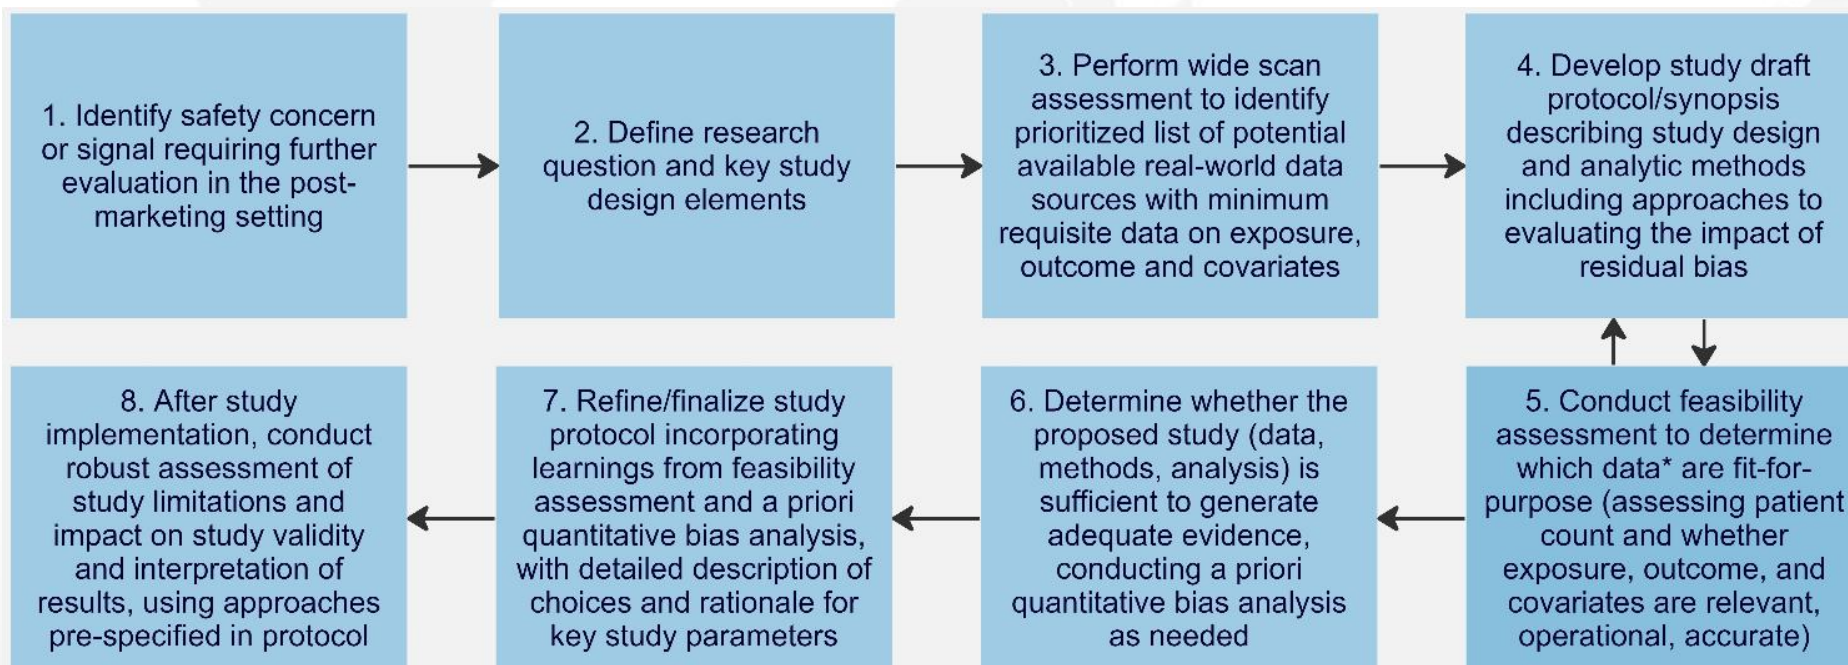 1. Identify safety concern
or signal requiring further
evaluation in the post-
marketing setting
2. Define research
question and key study
design elements
3. Perform wide scan
assessment to identify
prioritized list of potential
available real-world data
sources with minimum
requisite data on exposure,
outcome and covariates
4. Develop study draft
protocol/synopsis
describing study design
and analytic methods
including approaches to
evaluating the impact of
residual bias
5. Conduct feasibility
assessment to determine
which data* are fit-for-
purpose (assessing patient
count and whether
exposure, outcome, and
covariates are relevant,
operational, accurate)
6. Determine whether the
proposed study (data,
methods, analysis) is
sufficient to generate
adequate evidence,
conducting a priori
quantitative bias analysis
as needed
7. Refine/finalize study
protocol incorporating
learnings from feasibility
assessment and a priori
quantitative bias analysis,
with detailed description of
choices and rationale for
key study parameters
8. After study
implementation, conduct
robust assessment of
study limitations and
impact on study validity
and interpretation of
results, using approaches
pre-specified in protocol